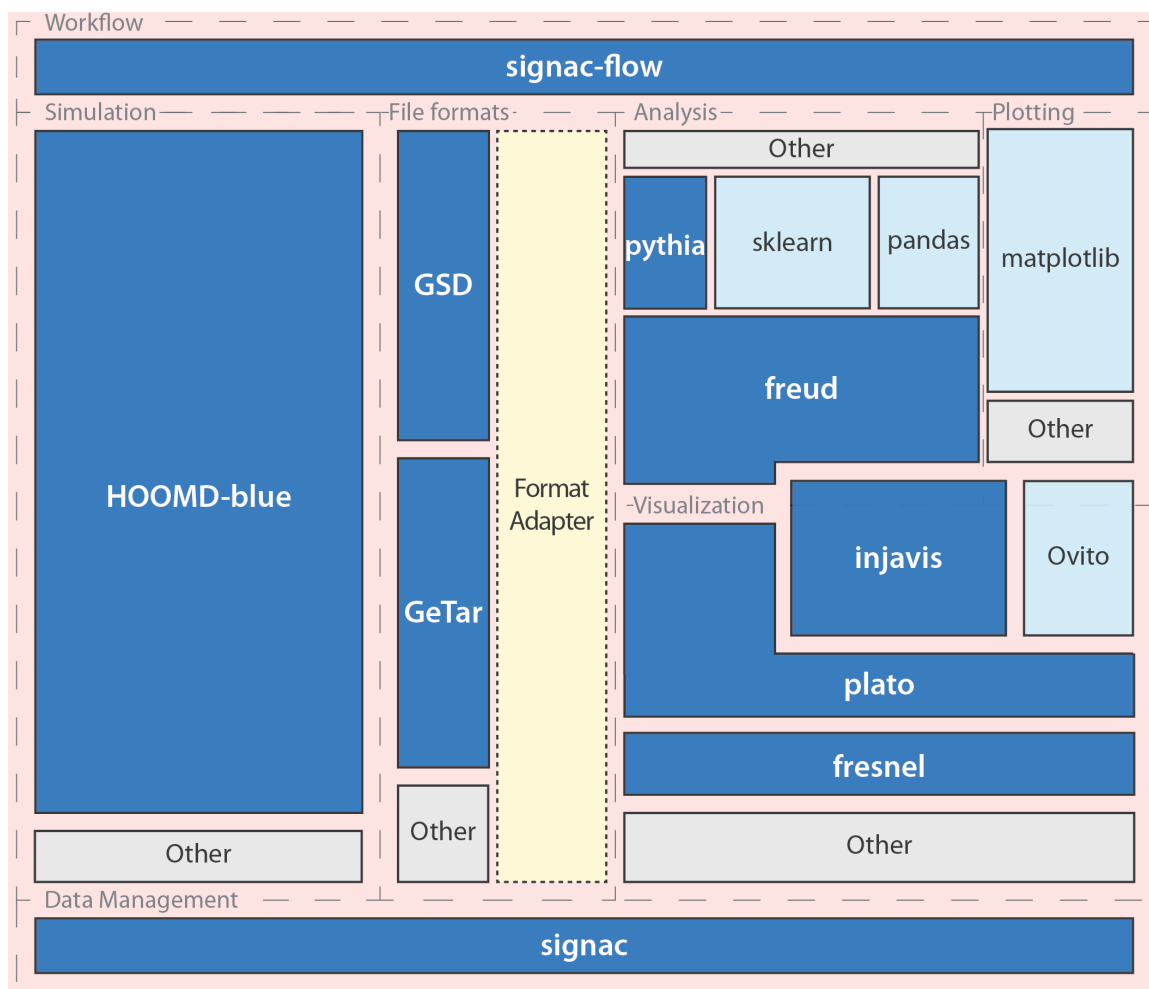 Workflow
signac-flow
Simulation
File formats
Analysis
Plotting
HOOMD-blue
Other
GSD
GeTar
Other
Format
Adapter
Other
pythia
sklearn
pandas
freud
matplotlib
Other
Visualization
injavis
Ovito
plato
fresnel
Other
Data Management
signac